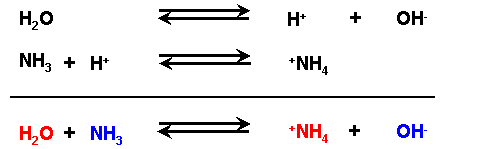 H₂O ⇌ H⁺ + OH⁻
NH₃ + H⁺ ⇌ ⁺NH₄
H₂O + NH₃ ⇌ ⁺NH₄ + OH⁻